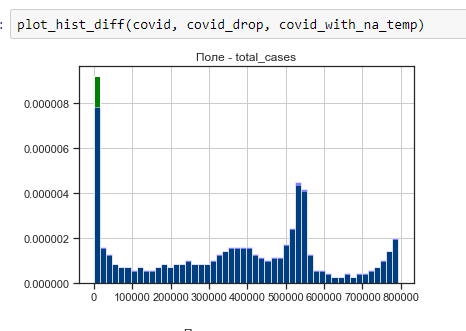 : plot_hist_diff(covid, covid_drop, covid_with_na_temp)
Поле - total_cases
0.000008
0.000006
0.000004
0.000002
0.000000
0 100000 200000 300000 400000 500000 600000 700000 800000